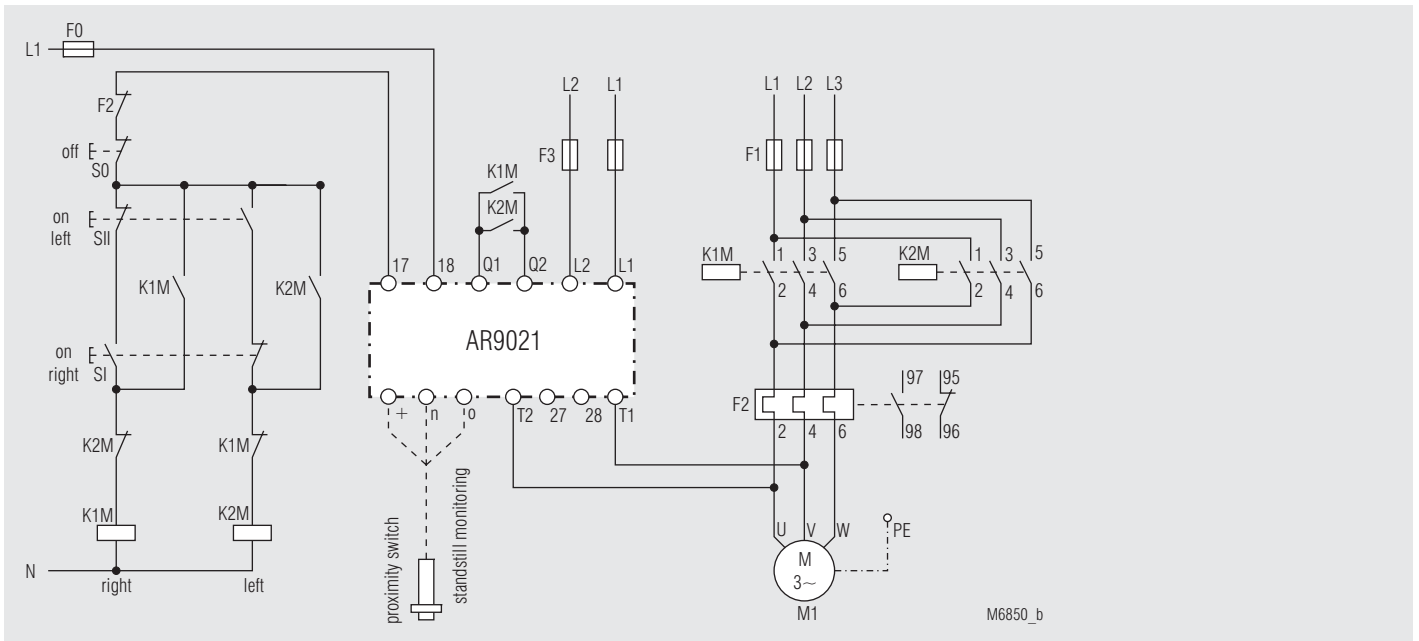 F0
L1
L2 L1
L1 L2 L3
F2
off
S0
F3
F1
K1M
K2M
on
left
SII
17 18 Q1 Q2 L2 L1
K1M
K2M
K1M
1 3 5
2 4 6
K2M
1 3 5
2 4 6
AR9021
on
right
SI
+ n o T2 27 28 T1
F2
97 95
98 96
2 4 6
K2M
K1M
K1M
K2M
proximity switch
standstill monitoring
U V W
PE
M
3~
M1
N
right
left
M6850_b